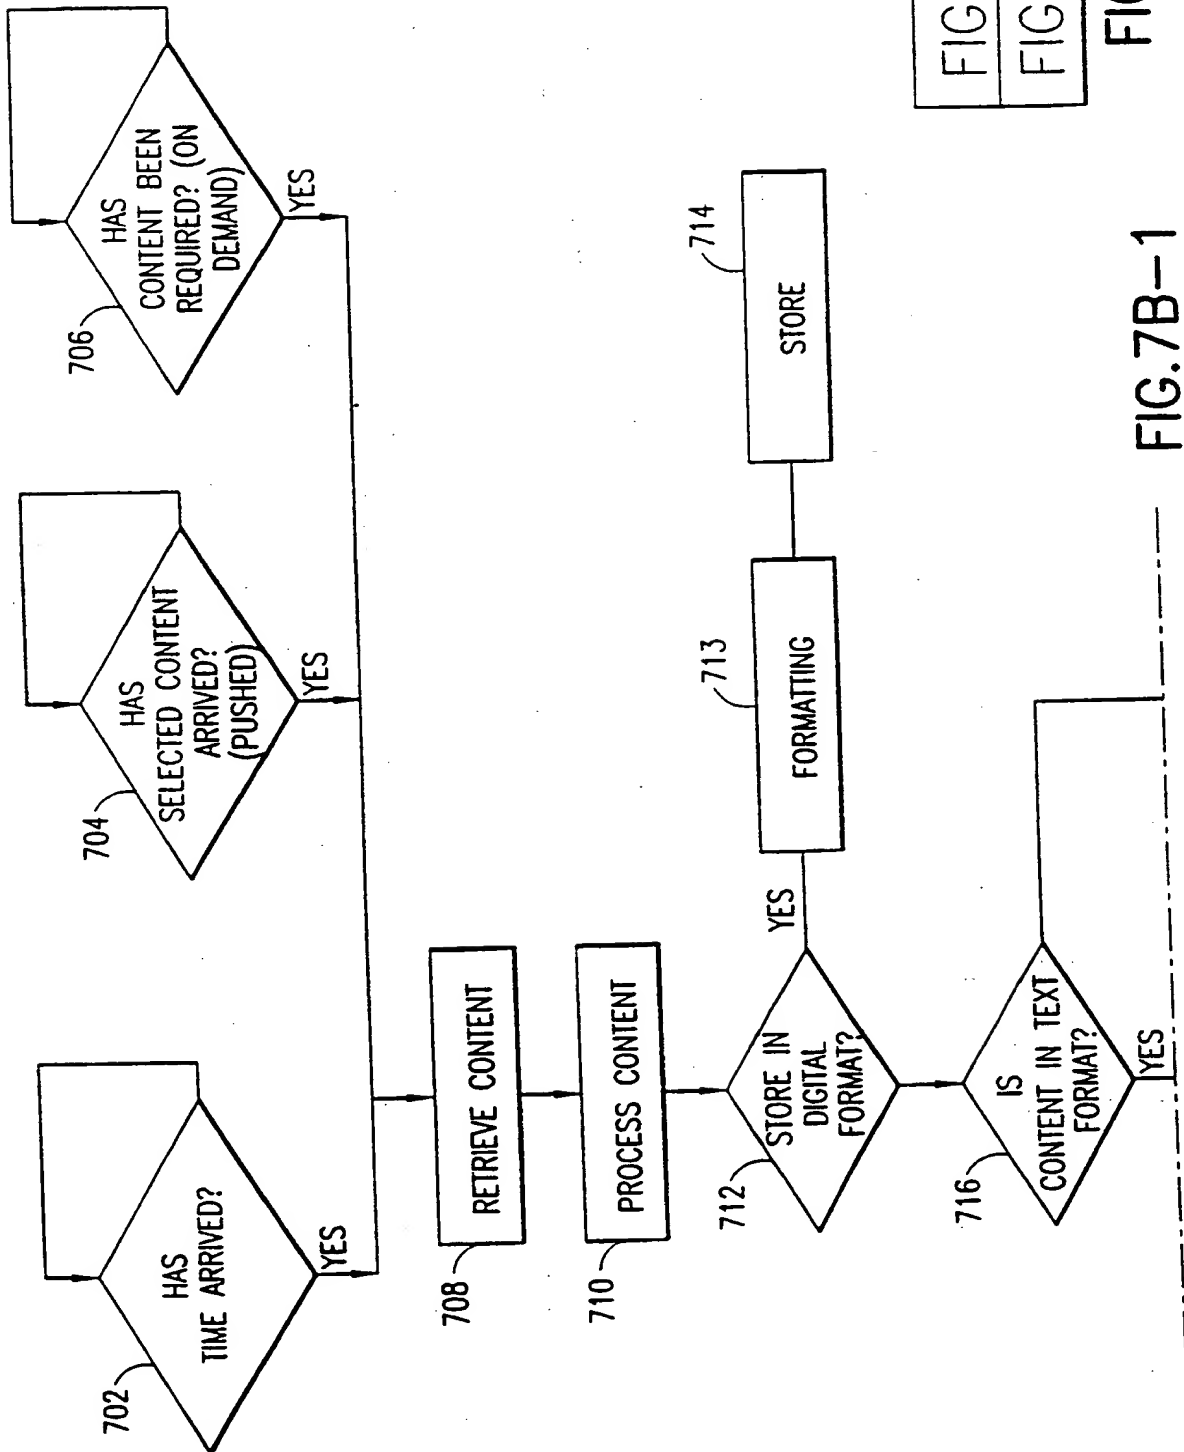 702
HAS
TIME ARRIVED?
YES
704
HAS
SELECTED CONTENT
ARRIVED?
(PUSHED)
YES
706
HAS
CONTENT BEEN
REQUIRED? (ON
DEMAND)
YES
708
RETRIEVE CONTENT
710
PROCESS CONTENT
712
STORE IN
DIGITAL
FORMAT?
YES
713
FORMATTING
714
STORE
716
IS
CONTENT IN TEXT
FORMAT?
YES
FIG
FIG
FIG.7B-1